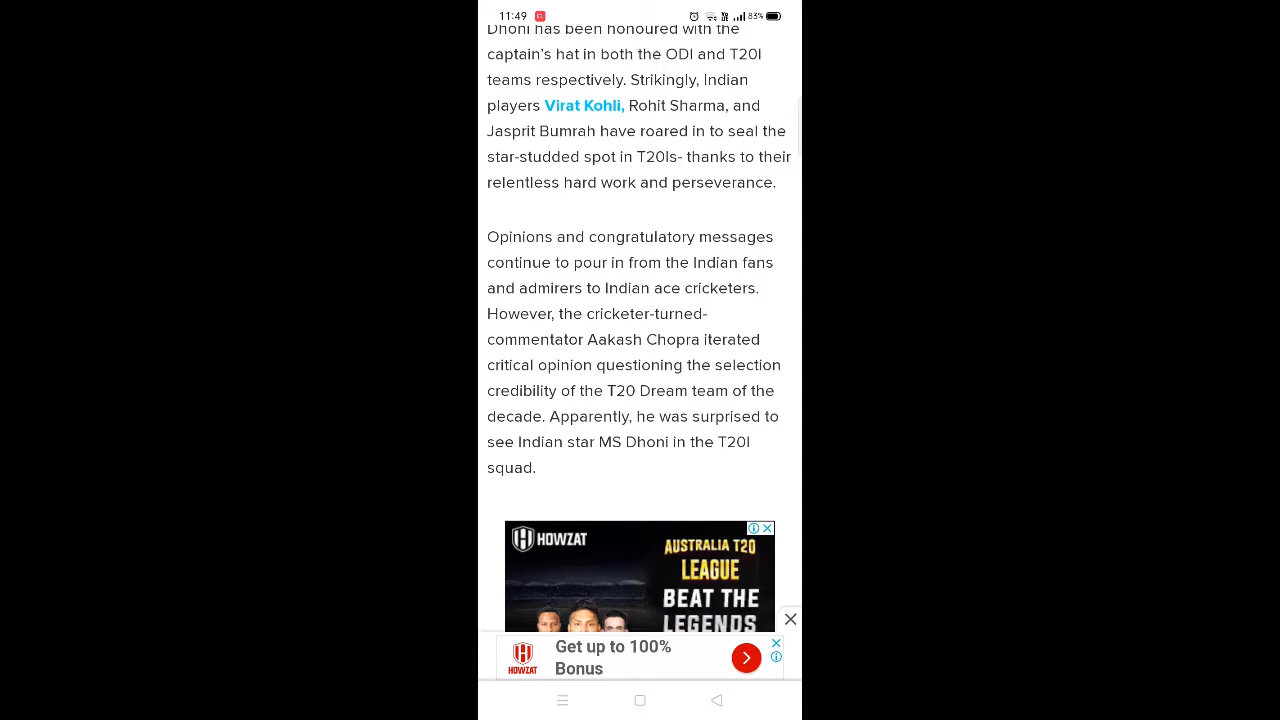 11:49
83%
Dhoni has been honoured with the
captain's hat in both the ODI and T20I
teams respectively. Strikingly, Indian
players Virat Kohli, Rohit Sharma, and
Jasprit Bumrah have roared in to seal the
star-studded spot in T20Is- thanks to their
relentless hard work and perseverance.
Opinions and congratulatory messages
continue to pour in from the Indian fans
and admirers to Indian ace cricketers.
However, the cricketer-turned-
commentator Aakash Chopra iterated
critical opinion questioning the selection
credibility of the T20 Dream team of the
decade. Apparently, he was surprised to
see Indian star MS Dhoni in the T20I
squad.
HOWZAT
AUSTRALIA T20
LEAGUE
BEAT THE
LEGENDS
Get up to 100%
Bonus
HOWZAT